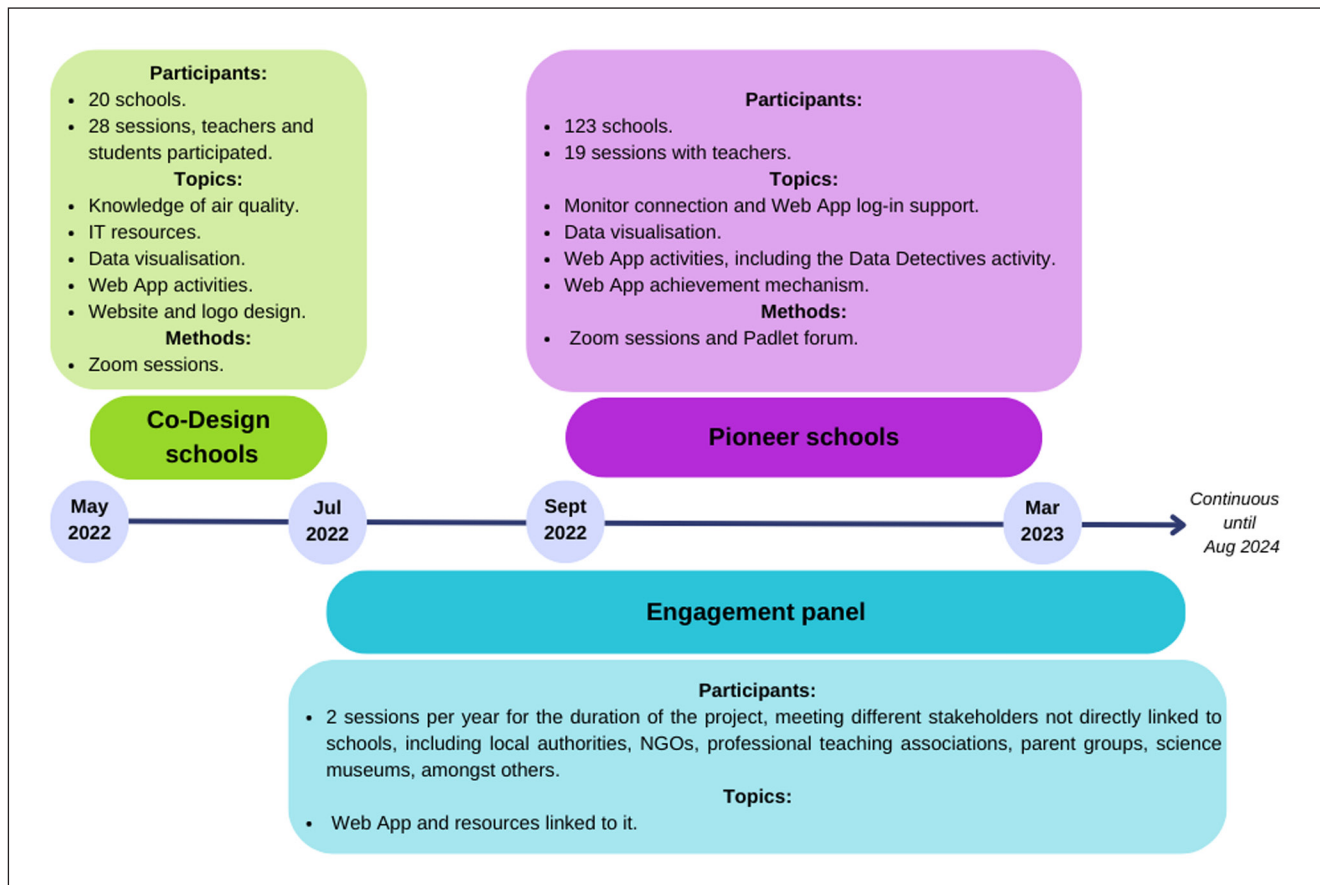 Participants:
• 20 schools.
• 28 sessions, teachers and
students participated.
Topics:
• Knowledge of air quality.
• IT resources.
• Data visualisation.
• Web App activities.
• Website and logo design.
Methods:
• Zoom sessions.
Co-Design
schools
Participants:
• 123 schools.
• 19 sessions with teachers.
Topics:
• Monitor connection and Web App log-in support.
• Data visualisation.
• Web App activities, including the Data Detectives activity.
• Web App achievement mechanism.
Methods:
• Zoom sessions and Padlet forum.
Pioneer schools
May
2022
Jul
2022
Sept
2022
Mar
2023
Continuous
until
Aug 2024
Engagement panel
Participants:
• 2 sessions per year for the duration of the project, meeting different stakeholders not directly linked to
schools, including local authorities, NGOs, professional teaching associations, parent groups, science
museums, amongst others.
Topics:
• Web App and resources linked to it.